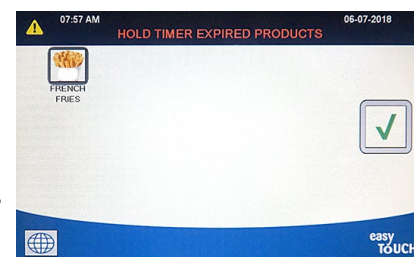 07:57 AM
06-07-2018
HOLD TIMER EXPIRED PRODUCTS
FRENCH
FRIES
easy
ToUCH